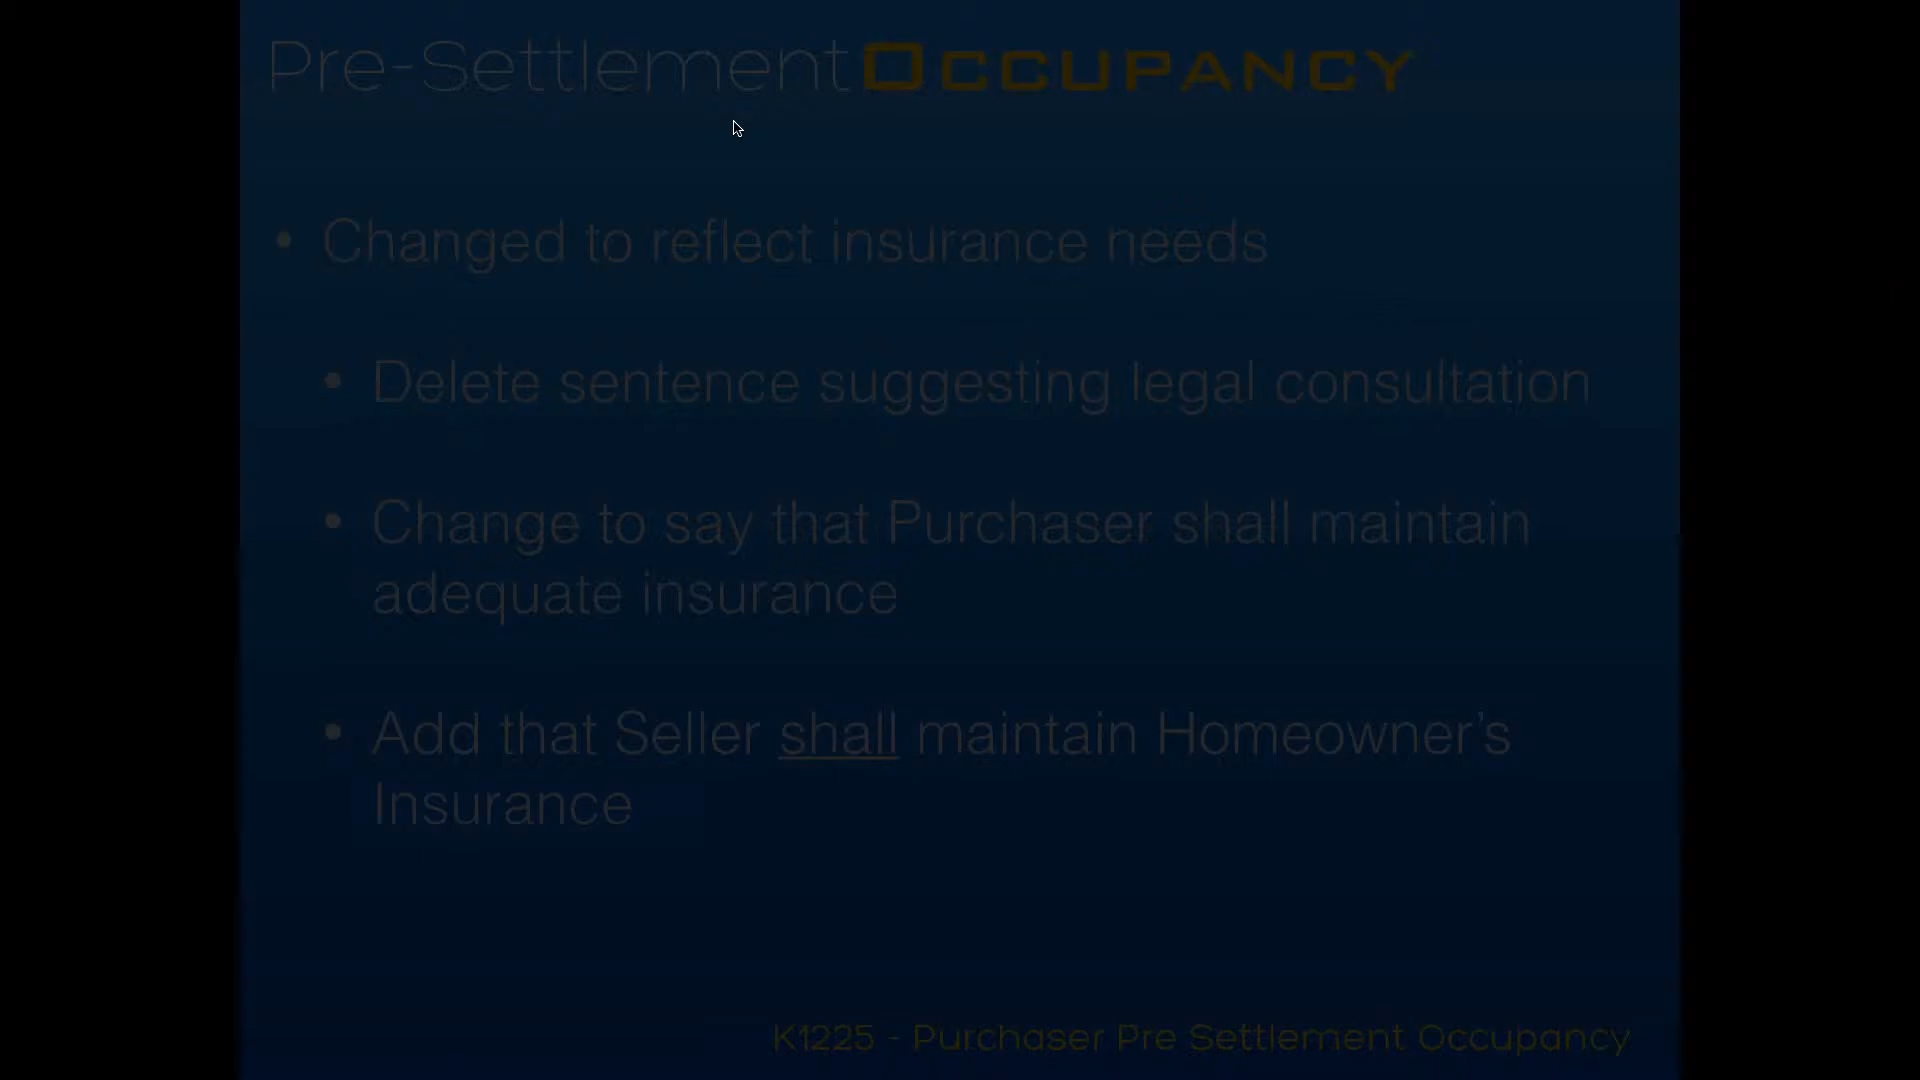 Pre-Settlement OCCUPANCY
• Changed to reflect insurance needs
• Delete sentence suggesting legal consultation
• Change to say that Purchaser shall maintain
adequate insurance
• Add that Seller shall maintain Homeowner’s
Insurance
K1225 - Purchaser Pre Settlement Occupancy